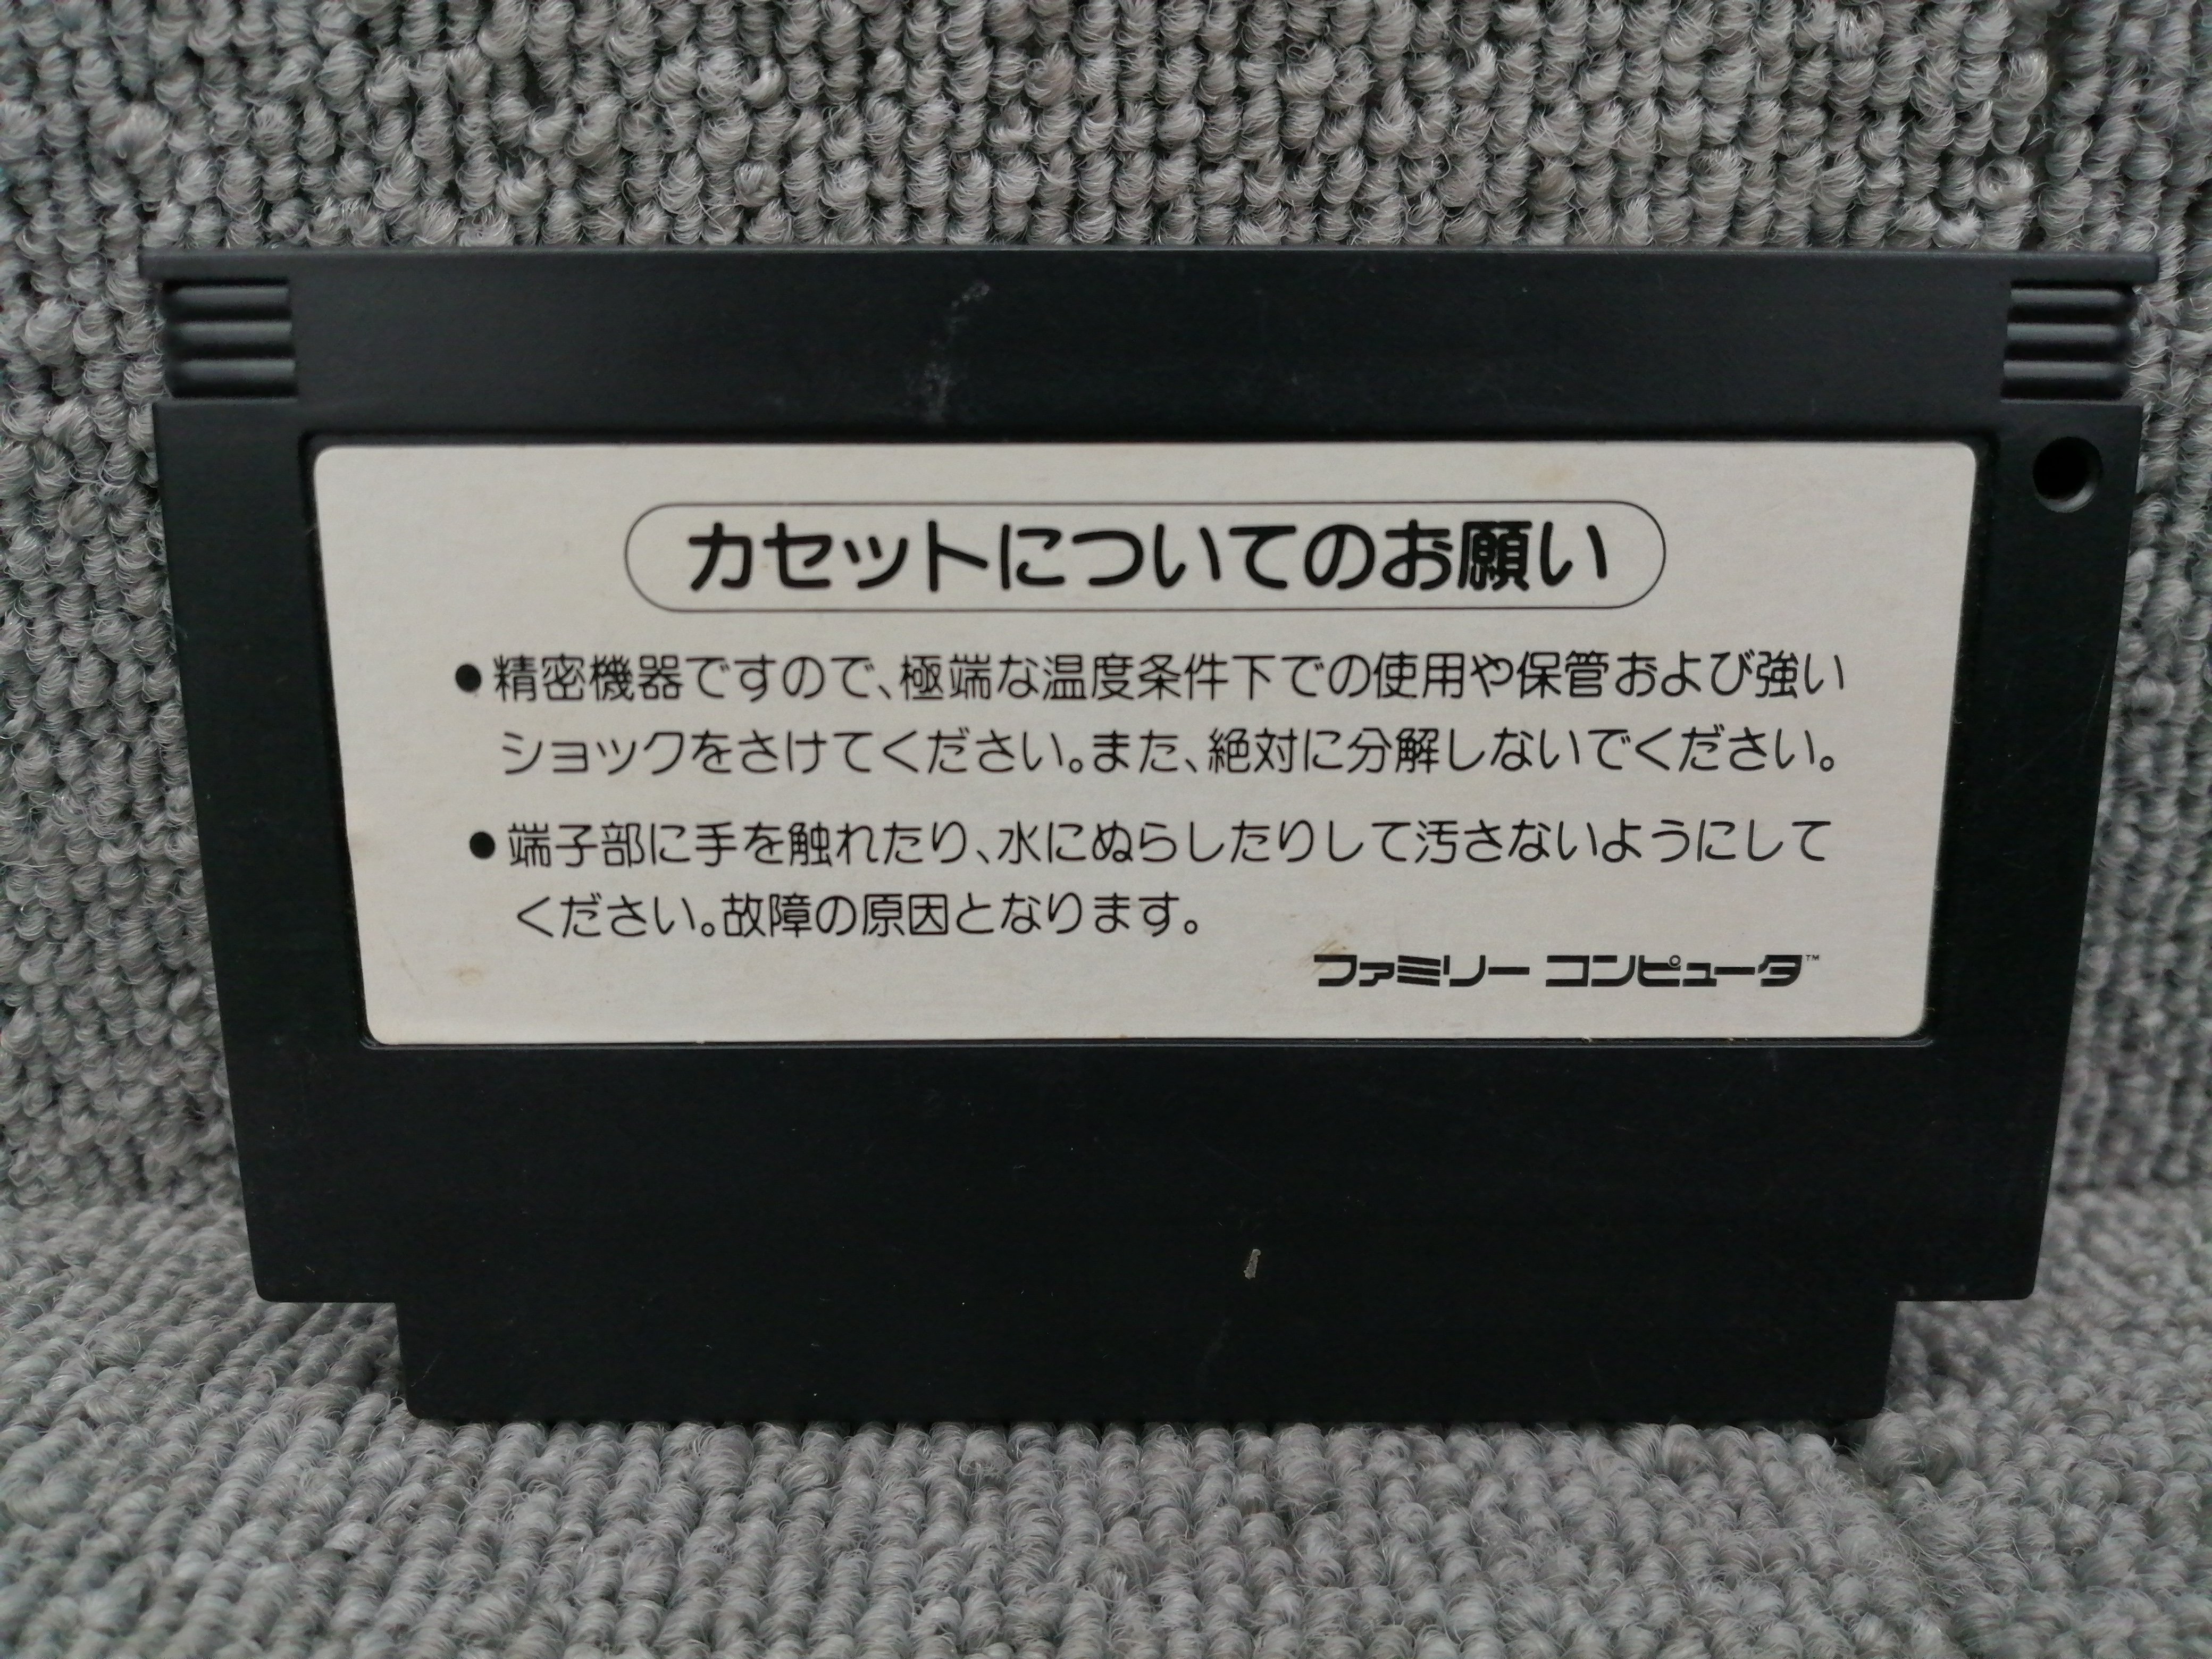 カセットについてのお願い
●精密機器ですので、極端な温度条件下での使用や保管および強い
ショックをさけてください。また、絶対に分解しないでください。
●端子部に手を触れたり、水にぬらしたりして汚さないようにして
ください。故障の原因となります。
ファミリー コンピュータ™